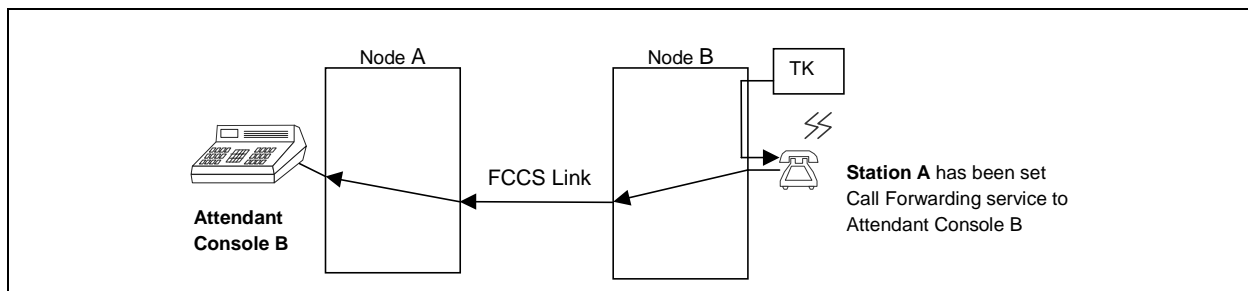 Node A
Node B
TK
FCCS Link
Attendant
Console B
Station A has been set
Call Forwarding service to
Attendant Console B